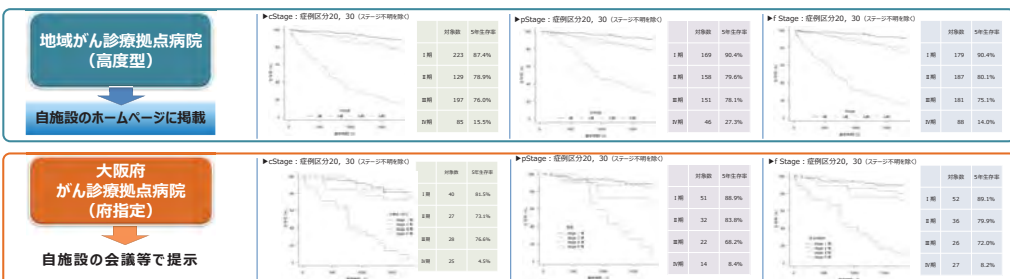 地域がん診療拠点病院
（高度型）
自施設のホームページに掲載
▶cStage：症例区分20，30（ステージ不明を除く）
対象数 5年生存率
Ⅰ期 223 87.4%
Ⅱ期 129 78.9%
Ⅲ期 197 76.0%
Ⅳ期 85 15.5%
▶pStage：症例区分20，30（ステージ不明を除く）
対象数 5年生存率
Ⅰ期 169 90.4%
Ⅱ期 158 79.6%
Ⅲ期 151 78.1%
Ⅳ期 46 27.3%
▶f Stage：症例区分20，30（ステージ不明を除く）
対象数 5年生存率
Ⅰ期 179 90.4%
Ⅱ期 187 80.1%
Ⅲ期 181 75.1%
Ⅳ期 88 14.0%
大阪府
がん診療拠点病院
（府指定）
自施設の会議等で提示
▶cStage：症例区分20，30（ステージ不明を除く）
対象数 5年生存率
Ⅰ期 40 81.5%
Ⅱ期 27 73.1%
Ⅲ期 28 76.6%
Ⅳ期 25 4.5%
▶pStage：症例区分20，30（ステージ不明を除く）
対象数 5年生存率
Ⅰ期 51 88.9%
Ⅱ期 32 83.8%
Ⅲ期 22 68.2%
Ⅳ期 14 8.4%
▶f Stage：症例区分20，30（ステージ不明を除く）
対象数 5年生存率
Ⅰ期 52 89.1%
Ⅱ期 36 79.9%
Ⅲ期 26 72.0%
Ⅳ期 27 8.2%